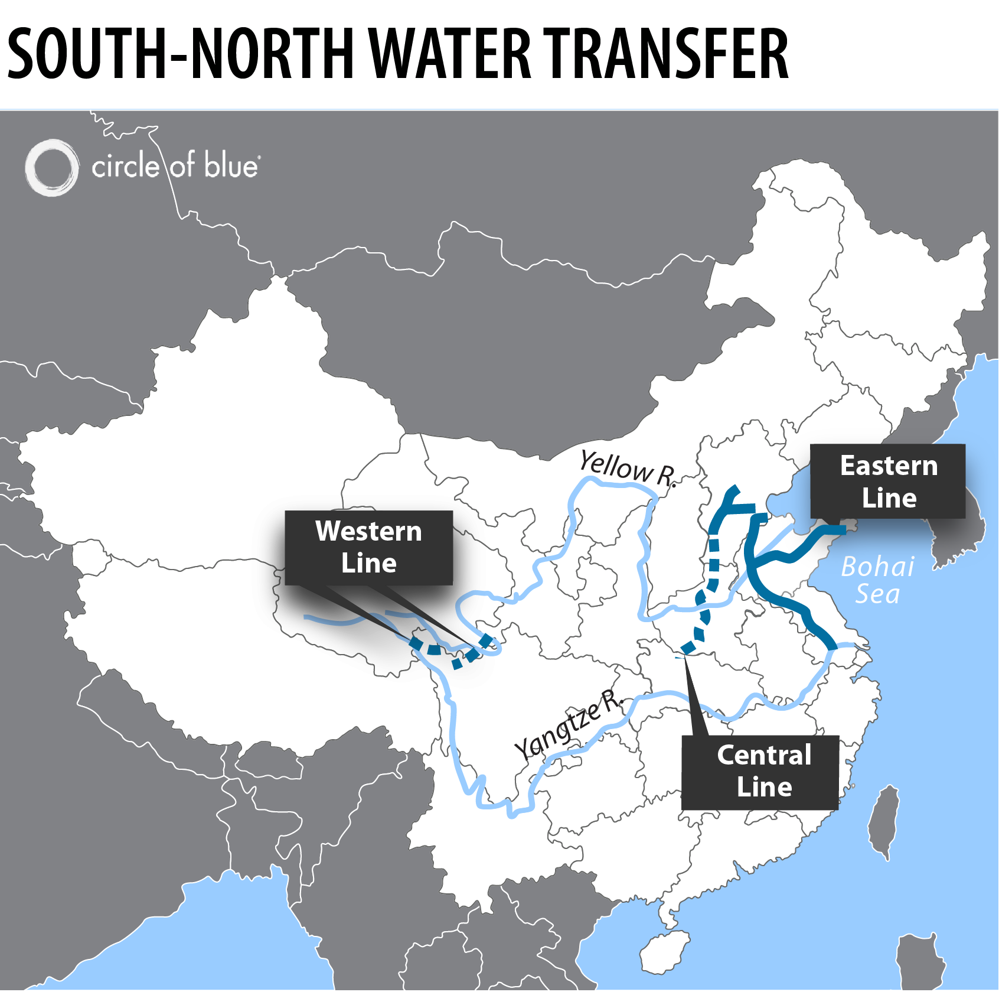 SOUTH-NORTH WATER TRANSFER
circle of blue®
Yellow R.
Eastern
Line
Western
Line
Bohai
Sea
Yangtze R.
Central
Line